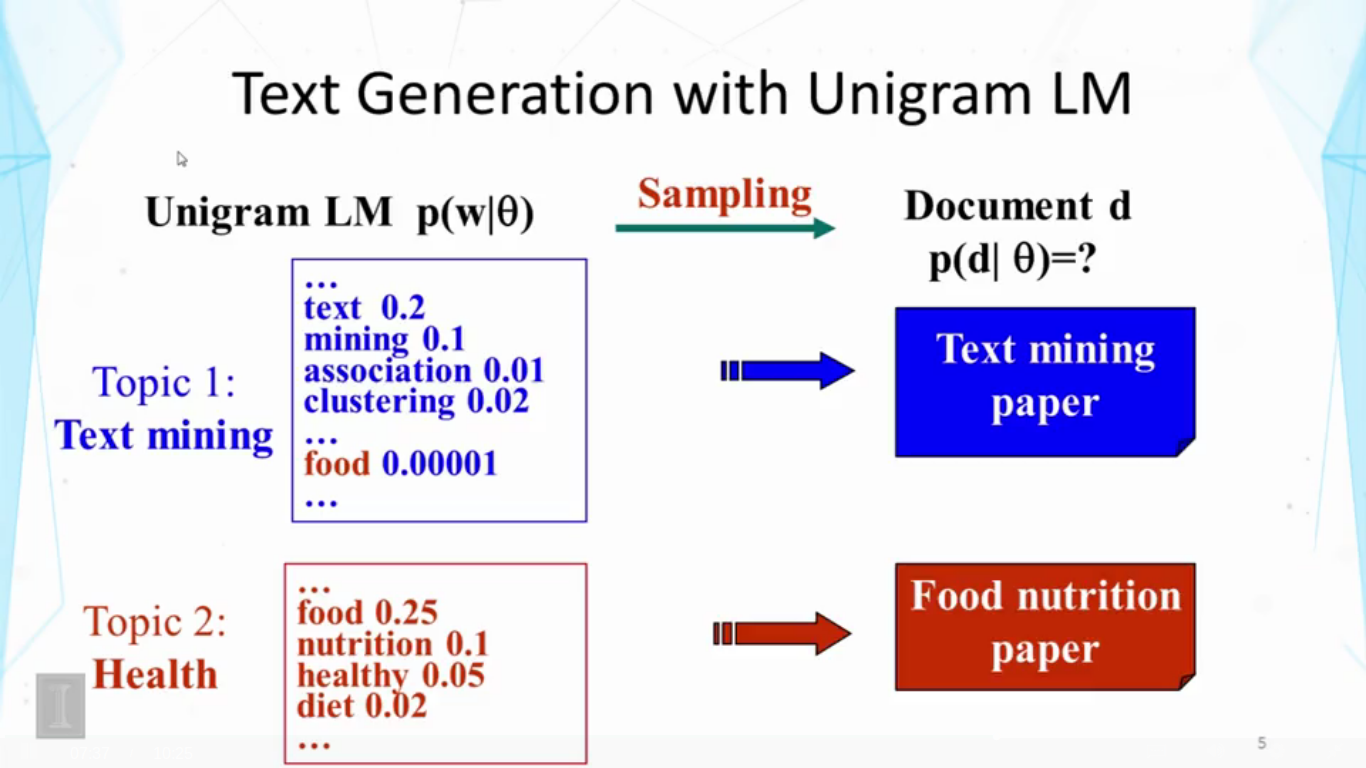 Text Generation with Unigram LM
Unigram LM p(w|θ)
Sampling
Document d
p(d| θ)=?
Topic 1:
Text mining
...
text 0.2
mining 0.1
association 0.01
clustering 0.02
...
food 0.00001
...
Text mining
paper
Topic 2:
Health
...
food 0.25
nutrition 0.1
healthy 0.05
diet 0.02
...
Food nutrition
paper
I
5